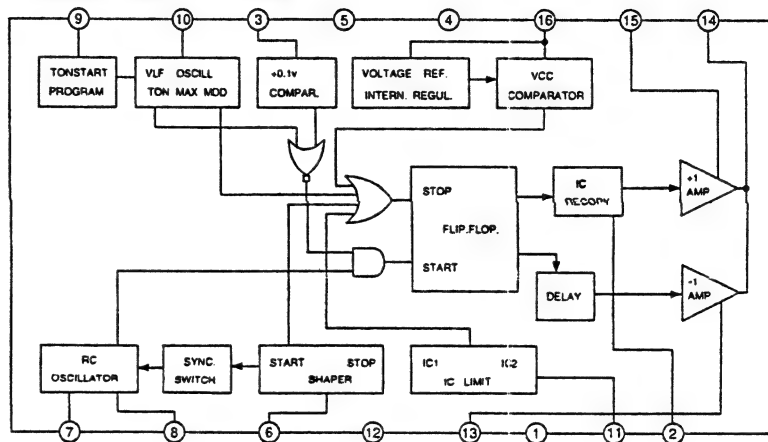 9 10 3 5 4 16 15 14
TONSTART
PROGRAM
VLF OSCILL
TON MAX MOD
+0.1v
COMPAR.
VOLTAGE REF.
INTERN. REGUL.
VCC
COMPARATOR
STOP
FLIP.FLOP.
START
IC
RECOPY
+1
AMP
DELAY
-1
AMP
RC
OSCILLATOR
SYNC.
SWITCH
START STOP
SHAPER
IC1 IC2
IC LIMIT
7 8 6 12 13 1 11 2